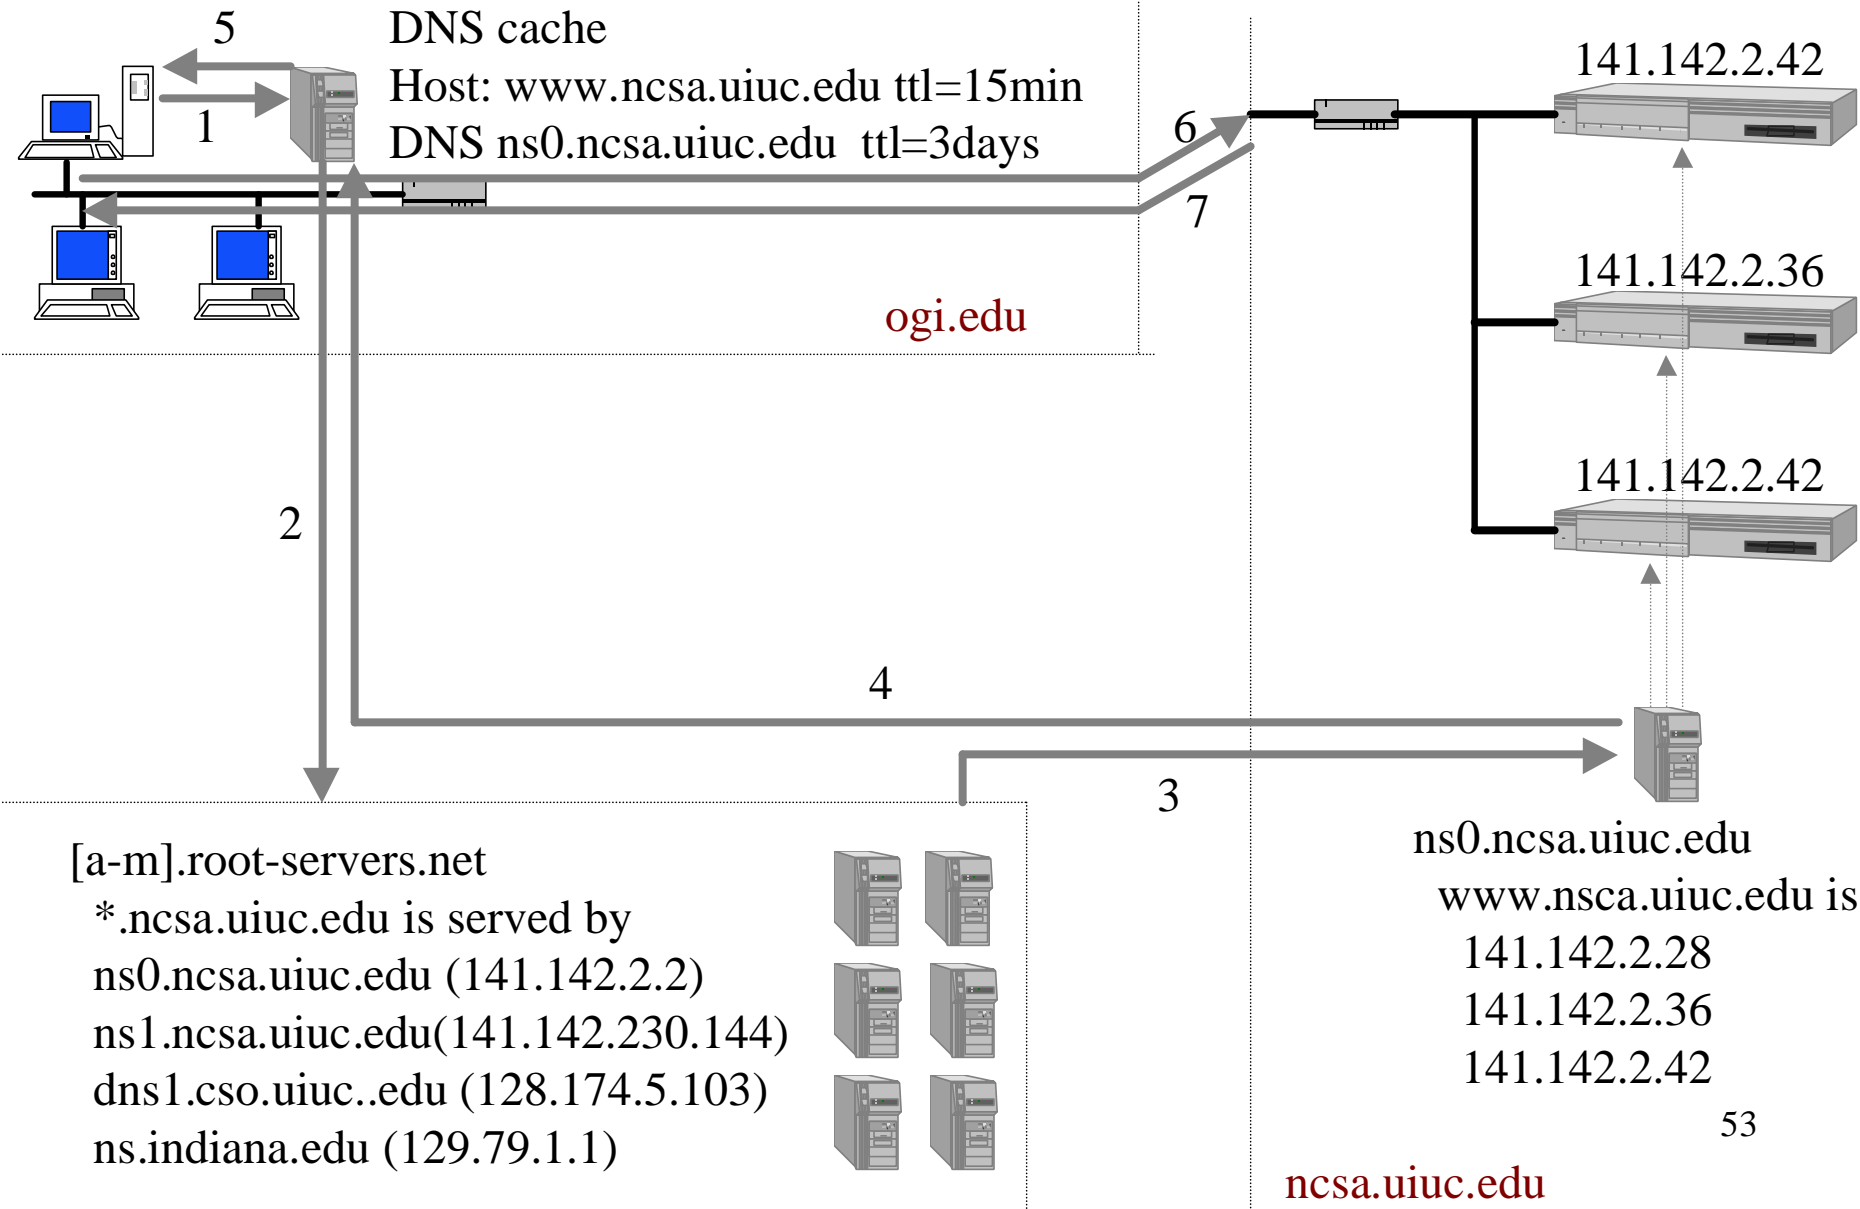 5
DNS cache
Host: www.ncsa.uiuc.edu ttl=15min
DNS ns0.ncsa.uiuc.edu  ttl=3days
1
6
7
141.142.2.42
141.142.2.36
141.142.2.42
ogi.edu
2
4
3
[a-m].root-servers.net
*.ncsa.uiuc.edu is served by
ns0.ncsa.uiuc.edu (141.142.2.2)
ns1.ncsa.uiuc.edu(141.142.230.144)
dns1.cso.uiuc..edu (128.174.5.103)
ns.indiana.edu (129.79.1.1)
ns0.ncsa.uiuc.edu
www.nsca.uiuc.edu is
141.142.2.28
141.142.2.36
141.142.2.42
53
ncsa.uiuc.edu